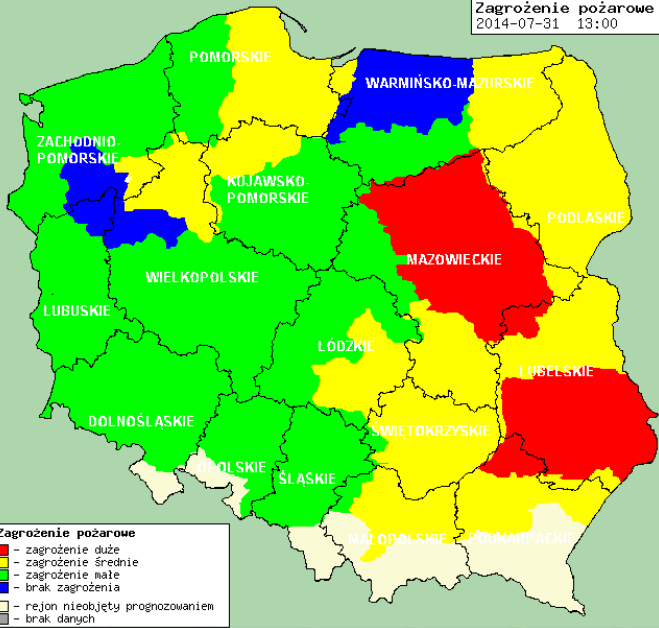 Zagrożenie pożarowe
2014-07-31 13:00
POMORSKIE
WARMIŃSKO-MAZURSKIE
ZACHODNIO-
POMORSKIE
KUJAWSKO-
POMORSKIE
PODLASKIE
MAZOWIECKIE
WIELKOPOLSKIE
LUBUSKIE
ŁÓDZKIE
LUBELSKIE
DOLNOŚLĄSKIE
ŚWIĘTOKRZYSKIE
OPOLSKIE
ŚLĄSKIE
MAŁOPOLSKIE
PODKARPACKIE
Zagrożenie pożarowe
- zagrożenie duże
- zagrożenie średnie
- zagrożenie małe
- brak zagrożenia
- rejon nieobjęty prognozowaniem
- brak danych